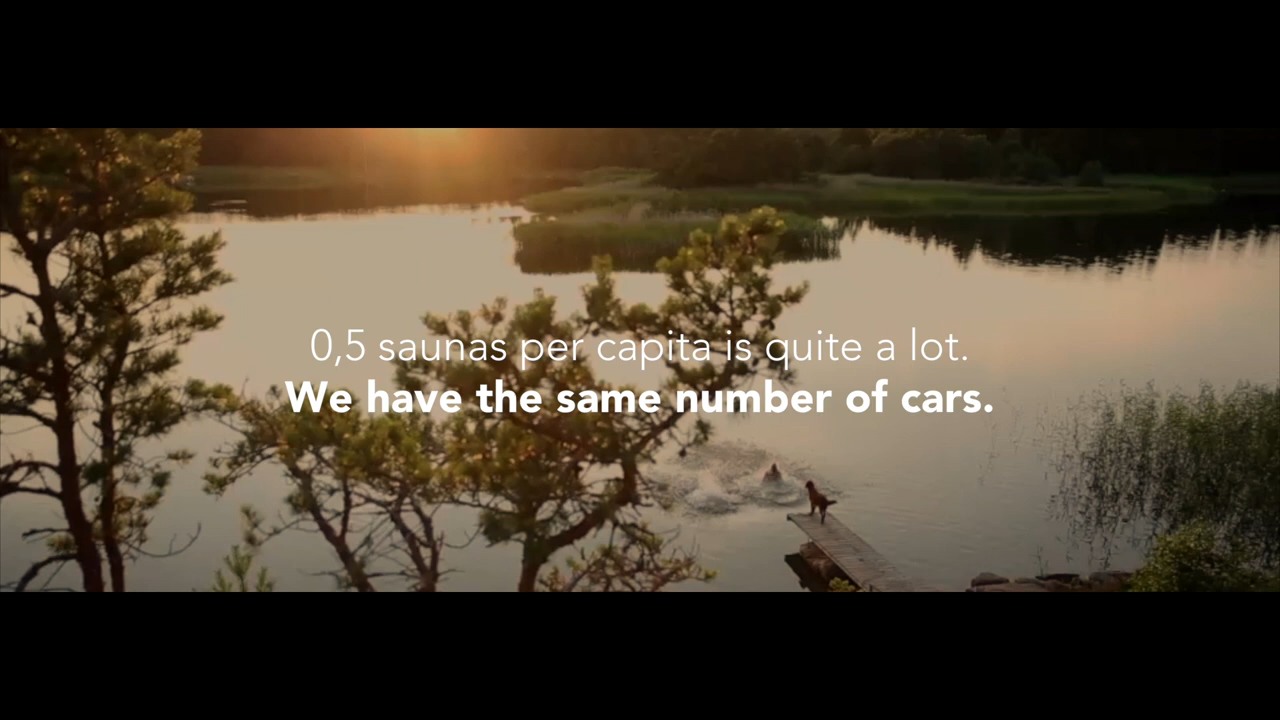 0,5 saunas per capita is quite a lot.
We have the same number of cars.